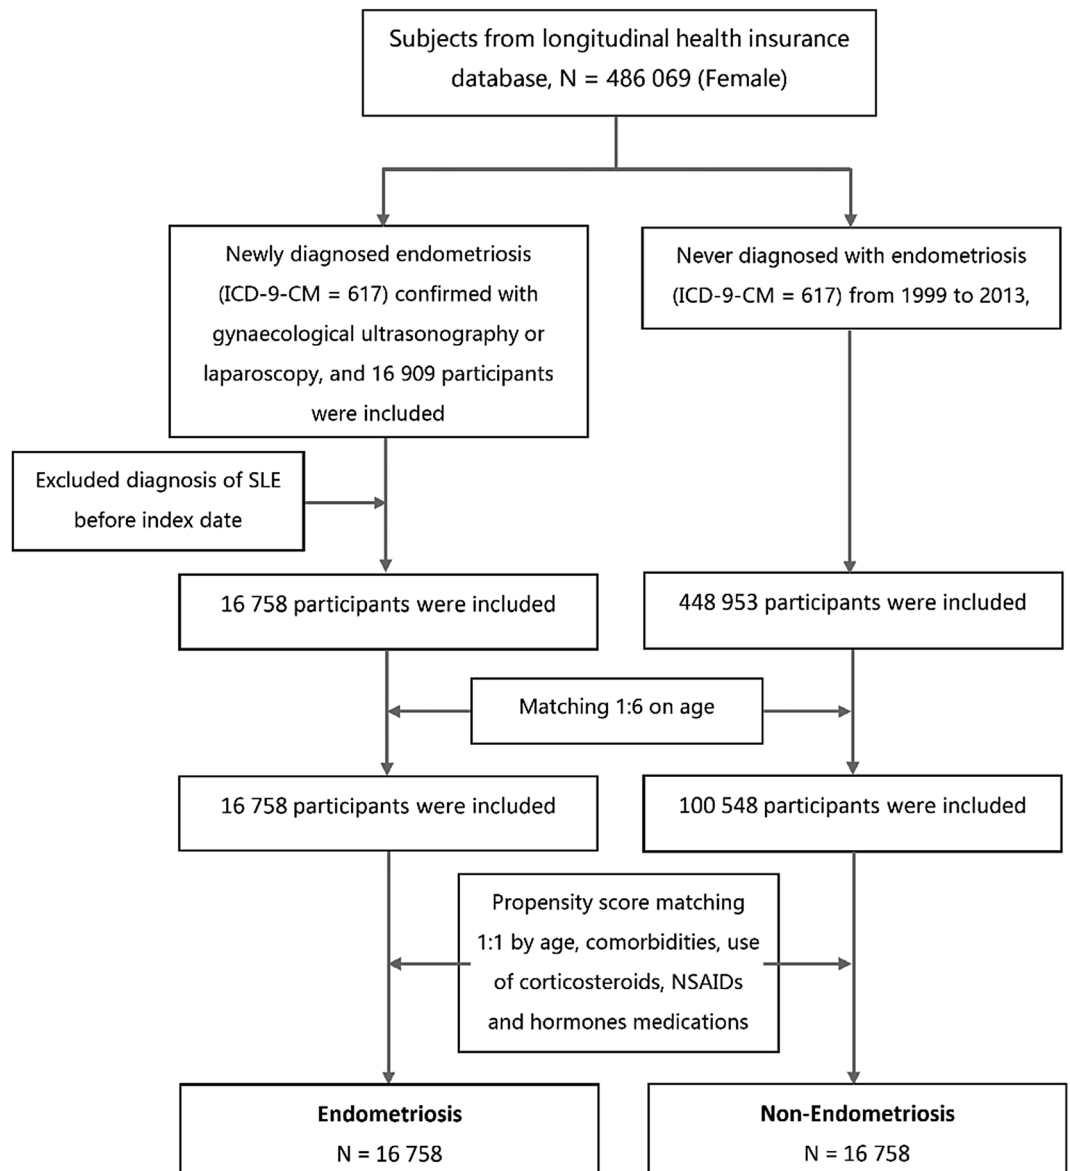 Subjects from longitudinal health insurance
database, N = 486 069 (Female)
Newly diagnosed endometriosis
(ICD-9-CM = 617) confirmed with
gynaecological ultrasonography or
laparoscopy, and 16 909 participants
were included
Never diagnosed with endometriosis
(ICD-9-CM = 617) from 1999 to 2013,
Excluded diagnosis of SLE
before index date
16 758 participants were included
448 953 participants were included
Matching 1:6 on age
16 758 participants were included
100 548 participants were included
Propensity score matching
1:1 by age, comorbidities, use
of corticosteroids, NSAIDs
and hormones medications
Endometriosis
N = 16 758
Non-Endometriosis
N = 16 758